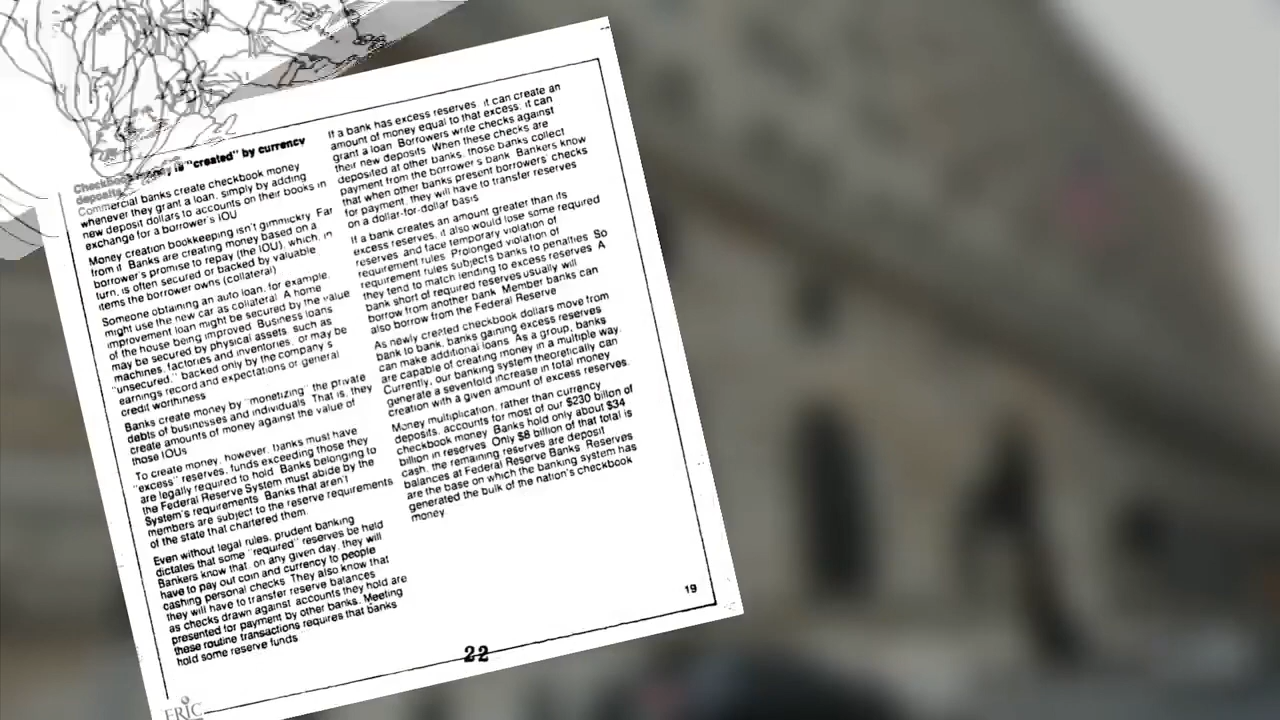 Checkbook money is "created" by currency
deposits
Commercial banks create checkbook money
whenever they grant a loan, simply by adding
new deposit dollars to accounts on their books in
exchange for a borrower's IOU
Money creation bookkeeping isn't gimmickry. Far
from it. Banks are creating money based on a
borrower's promise to repay (the IOU), which, in
turn, is often secured or backed by valuable
items the borrower owns (collateral)
Someone obtaining an auto loan, for example,
might use the new car as collateral. A home
improvement loan might be secured by the value
of the house being improved. Business loans
may be secured by physical assets, such as
machines, factories and inventories, or may be
"unsecured," backed only by the company's
earnings record and expectations or general
credit worthiness
Banks create money by "monetizing" the private
debts of businesses and individuals. That is, they
create amounts of money against the value of
those IOUs
To create money, however, banks must have
"excess" reserves, funds exceeding those they
are legally required to hold. Banks belonging to
the Federal Reserve System must abide by the
System's requirements. Banks that aren't
members are subject to the reserve requirements
of the state that chartered them.
Even without legal rules, prudent banking
dictates that some "required" reserves be held
Bankers know that, on any given day, they will
have to pay out coin and currency to people
cashing personal checks. They also know that
they will have to transfer reserve balances
as checks drawn against accounts they hold are
presented for payment by other banks. Meeting
these routine transactions requires that banks
hold some reserve funds
If a bank has excess reserves, it can create an
amount of money equal to that excess; it can
grant a loan. Borrowers write checks against
their new deposits. When these checks are
deposited at other banks, those banks collect
payment from the borrower's bank. Bankers know
that when other banks present borrowers' checks
for payment, they will have to transfer reserves
on a dollar-for-dollar basis
If a bank creates an amount greater than its
excess reserves, it also would lose some required
reserves, and face temporary violation of
requirement rules. Prolonged violation of
requirement rules subjects banks to penalties. So
they tend to match lending to excess reserves. A
bank short of required reserves usually will
borrow from another bank. Member banks can
also borrow from the Federal Reserve
As newly created checkbook dollars move from
bank to bank, banks gaining excess reserves
can make additional loans. As a group, banks
are capable of creating money in a multiple way.
Currently, our banking system theoretically can
generate a sevenfold increase in total money
creation with a given amount of excess reserves.
Money multiplication, rather than currency
deposits, accounts for most of our $230 billion of
checkbook money. Banks hold only about $34
billion in reserves. Only $8 billion of that total is
cash, the remaining reserves are deposit
balances at Federal Reserve Banks. Reserves
are the base on which the banking system has
generated the bulk of the nation's checkbook
money
19
22
ERIC